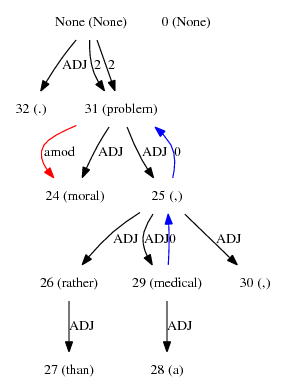 None (None) 0 (None)
ADJ 2 2
32 (.) 31 (problem)
amod ADJ ADJ 0
24 (moral) 25 (,)
ADJ ADJ 0 ADJ
26 (rather) 29 (medical) 30 (,)
ADJ ADJ
27 (than) 28 (a)